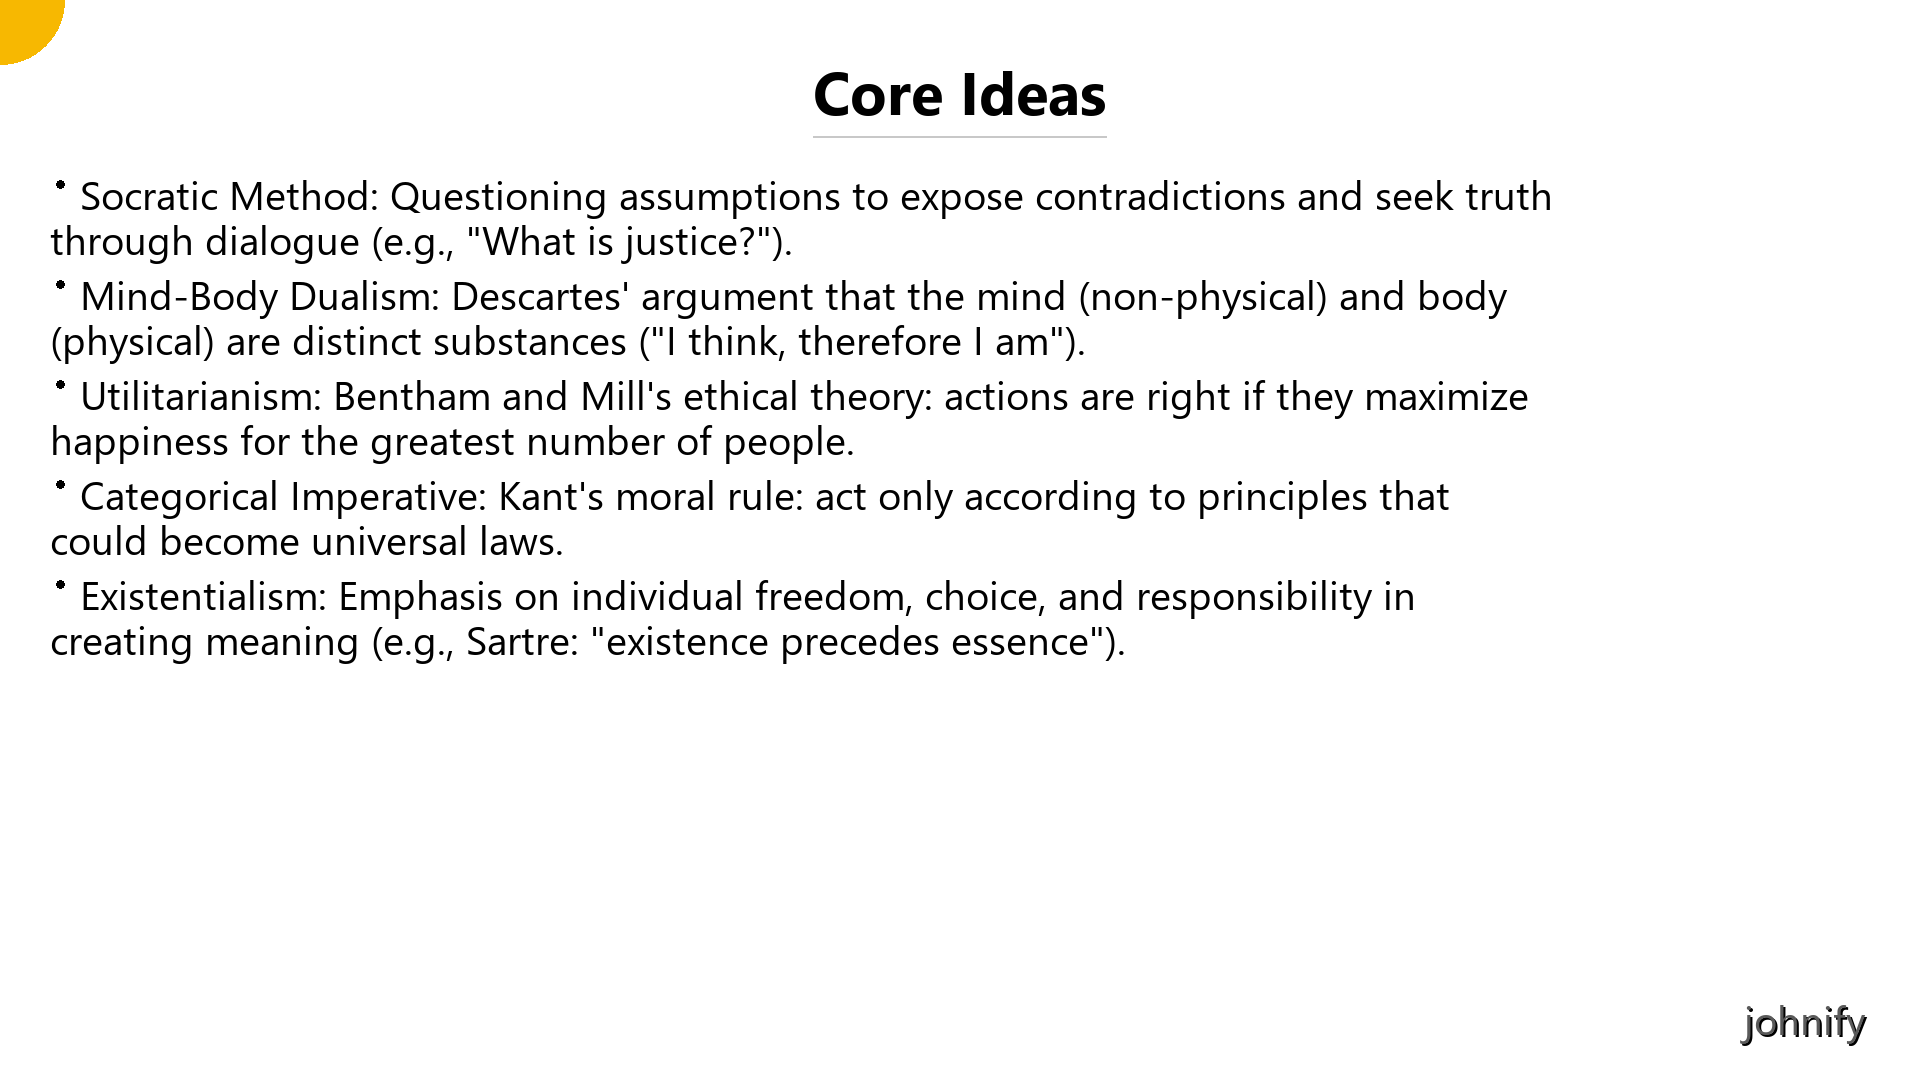 Core Ideas
• Socratic Method: Questioning assumptions to expose contradictions and seek truth
through dialogue (e.g., "What is justice?").
• Mind-Body Dualism: Descartes' argument that the mind (non-physical) and body
(physical) are distinct substances ("I think, therefore I am").
• Utilitarianism: Bentham and Mill's ethical theory: actions are right if they maximize
happiness for the greatest number of people.
• Categorical Imperative: Kant's moral rule: act only according to principles that
could become universal laws.
• Existentialism: Emphasis on individual freedom, choice, and responsibility in
creating meaning (e.g., Sartre: "existence precedes essence").
johnify